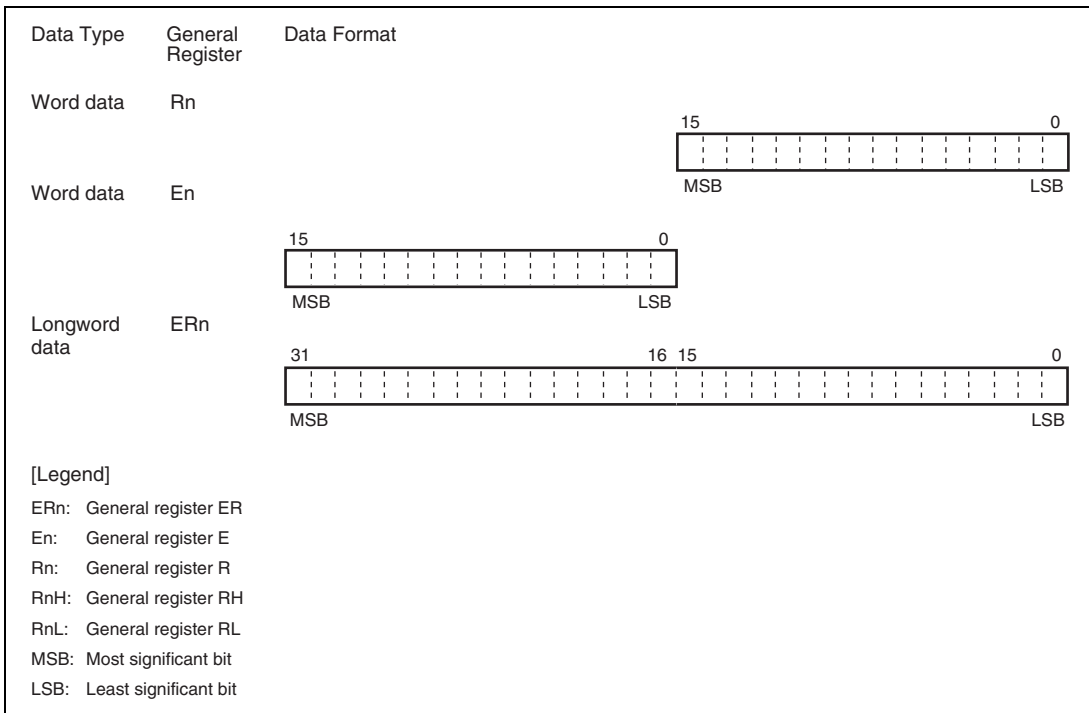 Data Type General Register Data Format
Word data Rn
15 0
MSB LSB
Word data En
15 0
MSB LSB
Longword data ERn
31 16 15 0
MSB LSB
[Legend]
ERn: General register ER
En: General register E
Rn: General register R
RnH: General register RH
RnL: General register RL
MSB: Most significant bit
LSB: Least significant bit